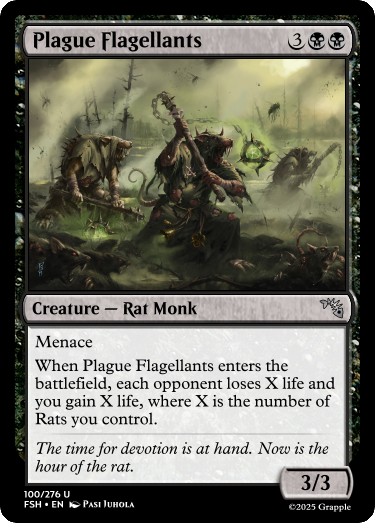 Plague Flagellants 3
Creature — Rat Monk
Menace
When Plague Flagellants enters the
battlefield, each opponent loses X life and
you gain X life, where X is the number of
Rats you control.
The time for devotion is at hand. Now is the
hour of the rat.
3/3
100/276 U
FSH • EN Pasi Juhola
©2025 Grapple